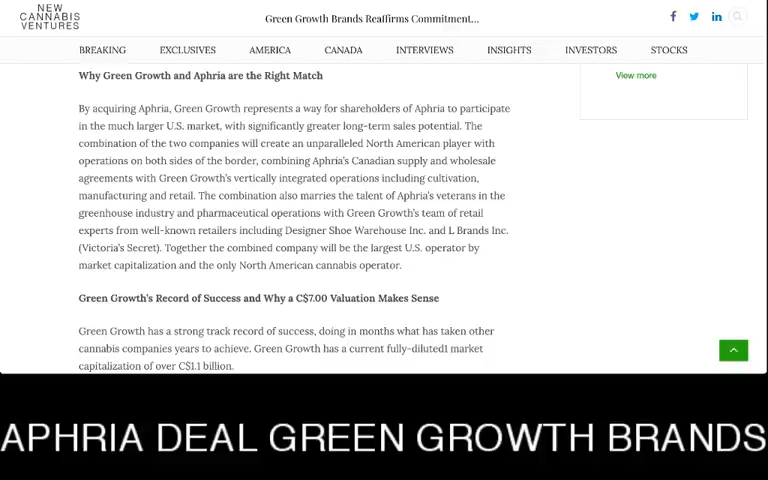 NEW
CANNABIS
VENTURES
Green Growth Brands Reaffirms Commitment...
BREAKING EXCLUSIVES AMERICA CANADA INTERVIEWS INSIGHTS INVESTORS STOCKS
Why Green Growth and Aphria are the Right Match
View more
By acquiring Aphria, Green Growth represents a way for shareholders of Aphria to participate
in the much larger U.S. market, with significantly greater long-term sales potential. The
combination of the two companies will create an unparalleled North American player with
operations on both sides of the border, combining Aphria's Canadian supply and wholesale
agreements with Green Growth's vertically integrated operations including cultivation,
manufacturing and retail. The combination also marries the talent of Aphria's veterans in the
greenhouse industry and pharmaceutical operations with Green Growth's team of retail
experts from well-known retailers including Designer Shoe Warehouse Inc. and L Brands Inc.
(Victoria's Secret). Together the combined company will be the largest U.S. operator by
market capitalization and the only North American cannabis operator.
Green Growth's Record of Success and Why a C$7.00 Valuation Makes Sense
Green Growth has a strong track record of success, doing in months what has taken other
cannabis companies years to achieve. Green Growth has a current fully-diluted1 market
capitalization of over C$1.1 billion.
APHRIA DEAL GREEN GROWTH BRANDS